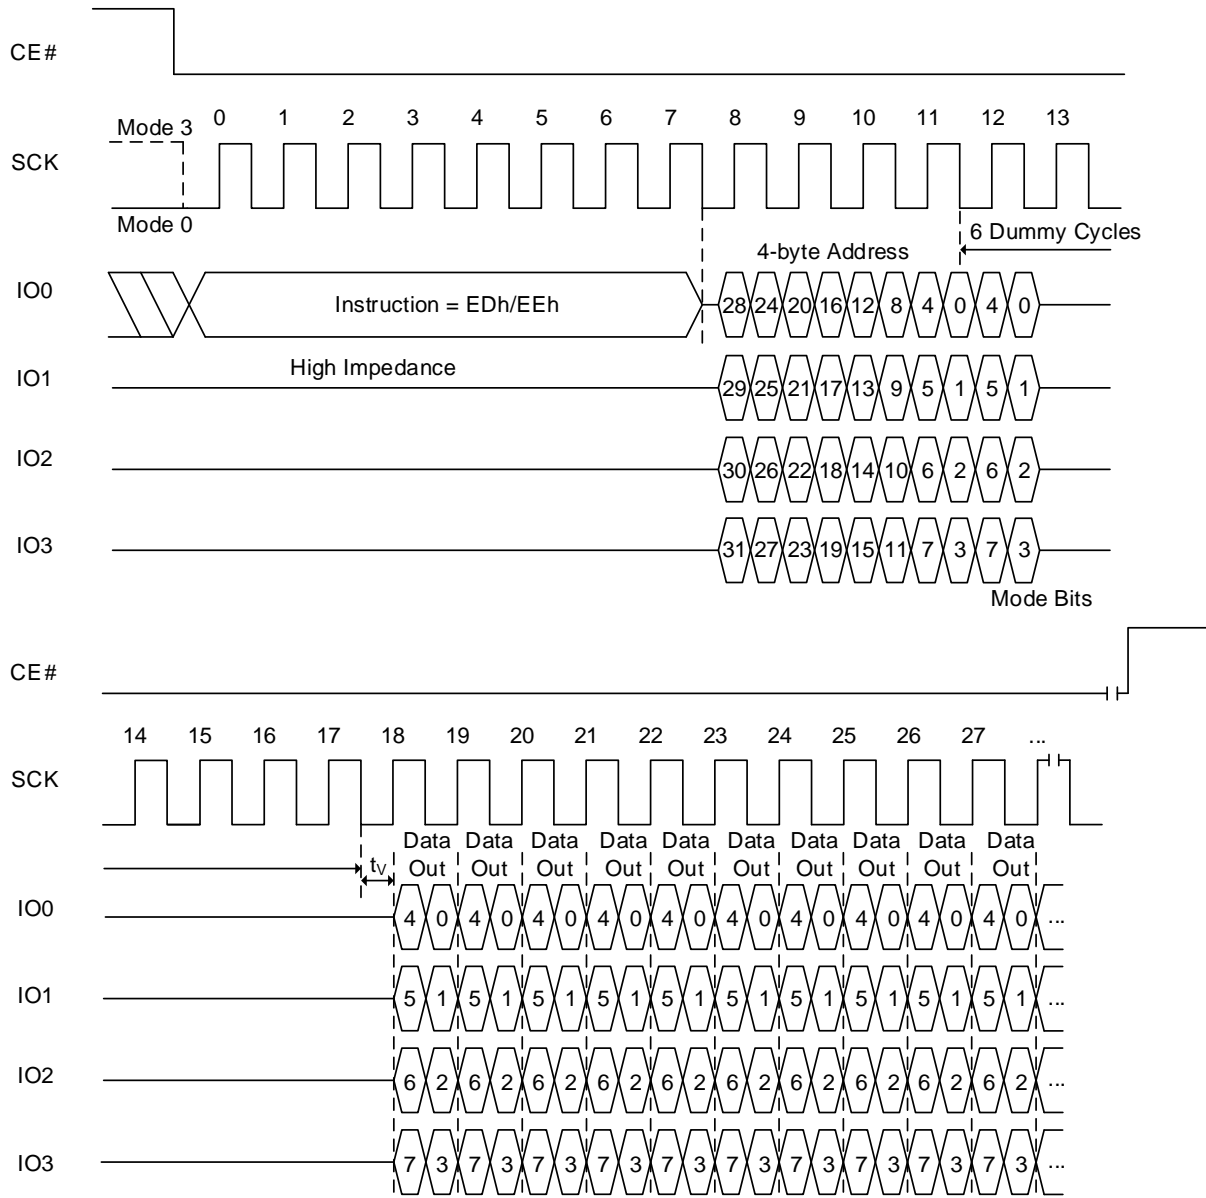 CE#
Mode 3
0 1 2 3 4 5 6 7 8 9 10 11 12 13
SCK
Mode 0
6 Dummy Cycles
4-byte Address
IO0
Instruction = EDh/EEh
28 24 20 16 12 8 4 0 4 0
High Impedance
IO1
29 25 21 17 13 9 5 1 5 1
IO2
30 26 22 18 14 10 6 2 6 2
IO3
31 27 23 19 15 11 7 3 7 3
Mode Bits
CE#
14 15 16 17 18 19 20 21 22 23 24 25 26 27 ...
SCK
Data Data Data Data Data Data Data Data Data Data
tV Out Out Out Out Out Out Out Out Out Out
IO0
4 0 4 0 4 0 4 0 4 0 4 0 4 0 4 0 4 0 4 0 ...
IO1
5 1 5 1 5 1 5 1 5 1 5 1 5 1 5 1 5 1 5 1 ...
IO2
6 2 6 2 6 2 6 2 6 2 6 2 6 2 6 2 6 2 6 2 ...
IO3
7 3 7 3 7 3 7 3 7 3 7 3 7 3 7 3 7 3 7 3 ...